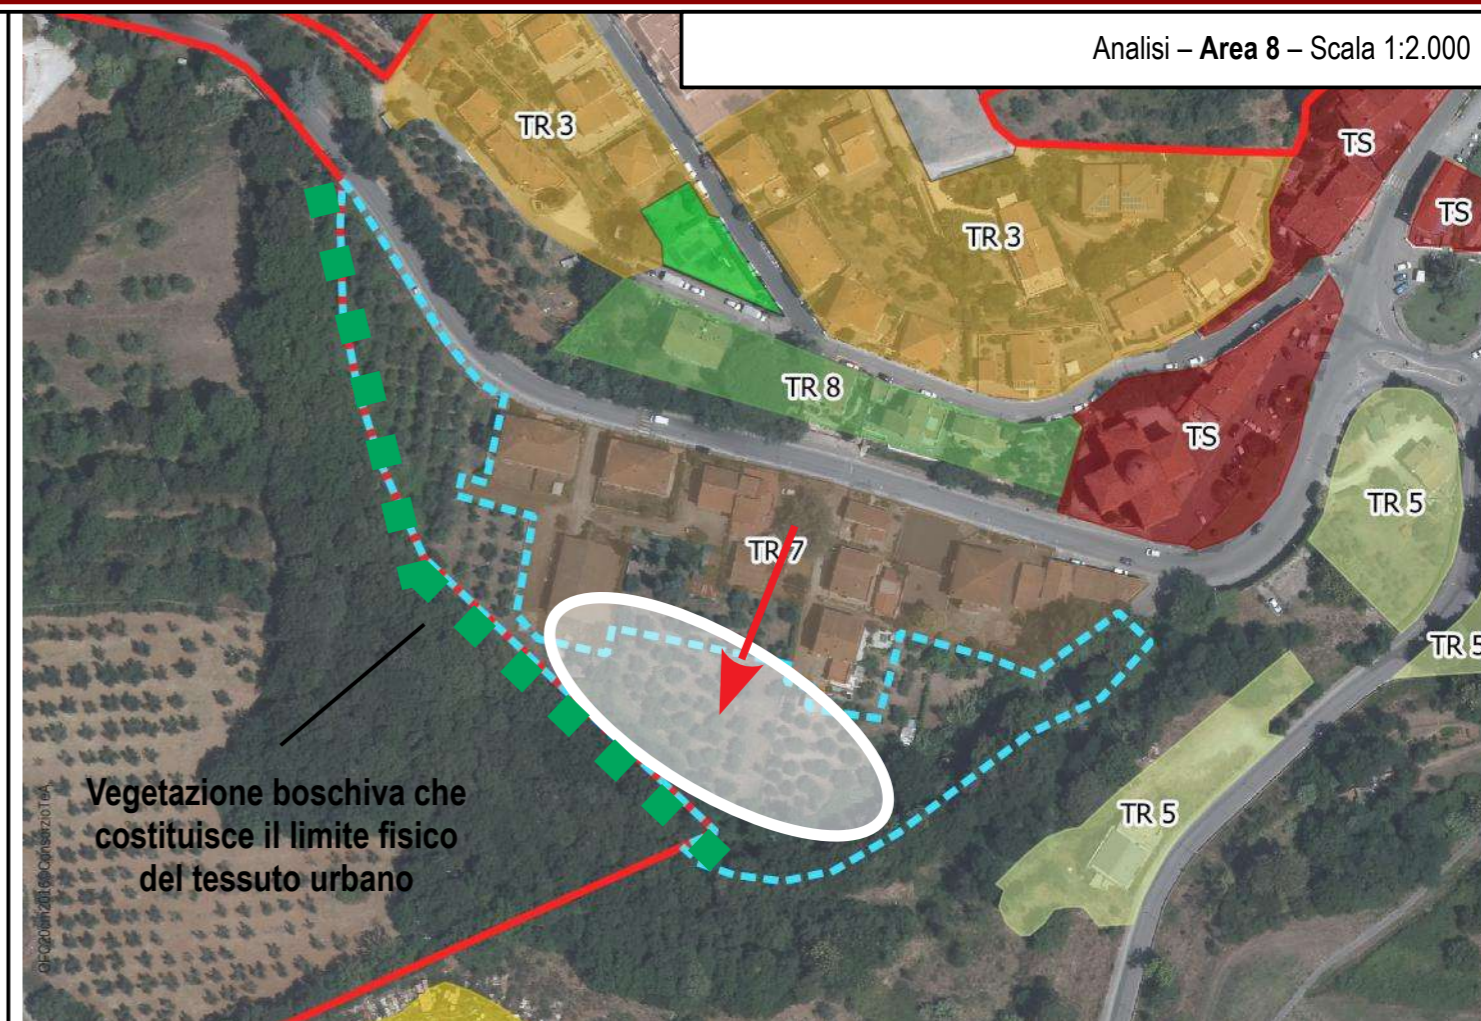 Analisi – Area 8 – Scala 1:2.000
TR 3
TS
TS
TR 3
TR 8
TS
TR 5
TR 7
TR 5
Vegetazione boschiva che
costituisce il limite fisico
del tessuto urbano
TR 5